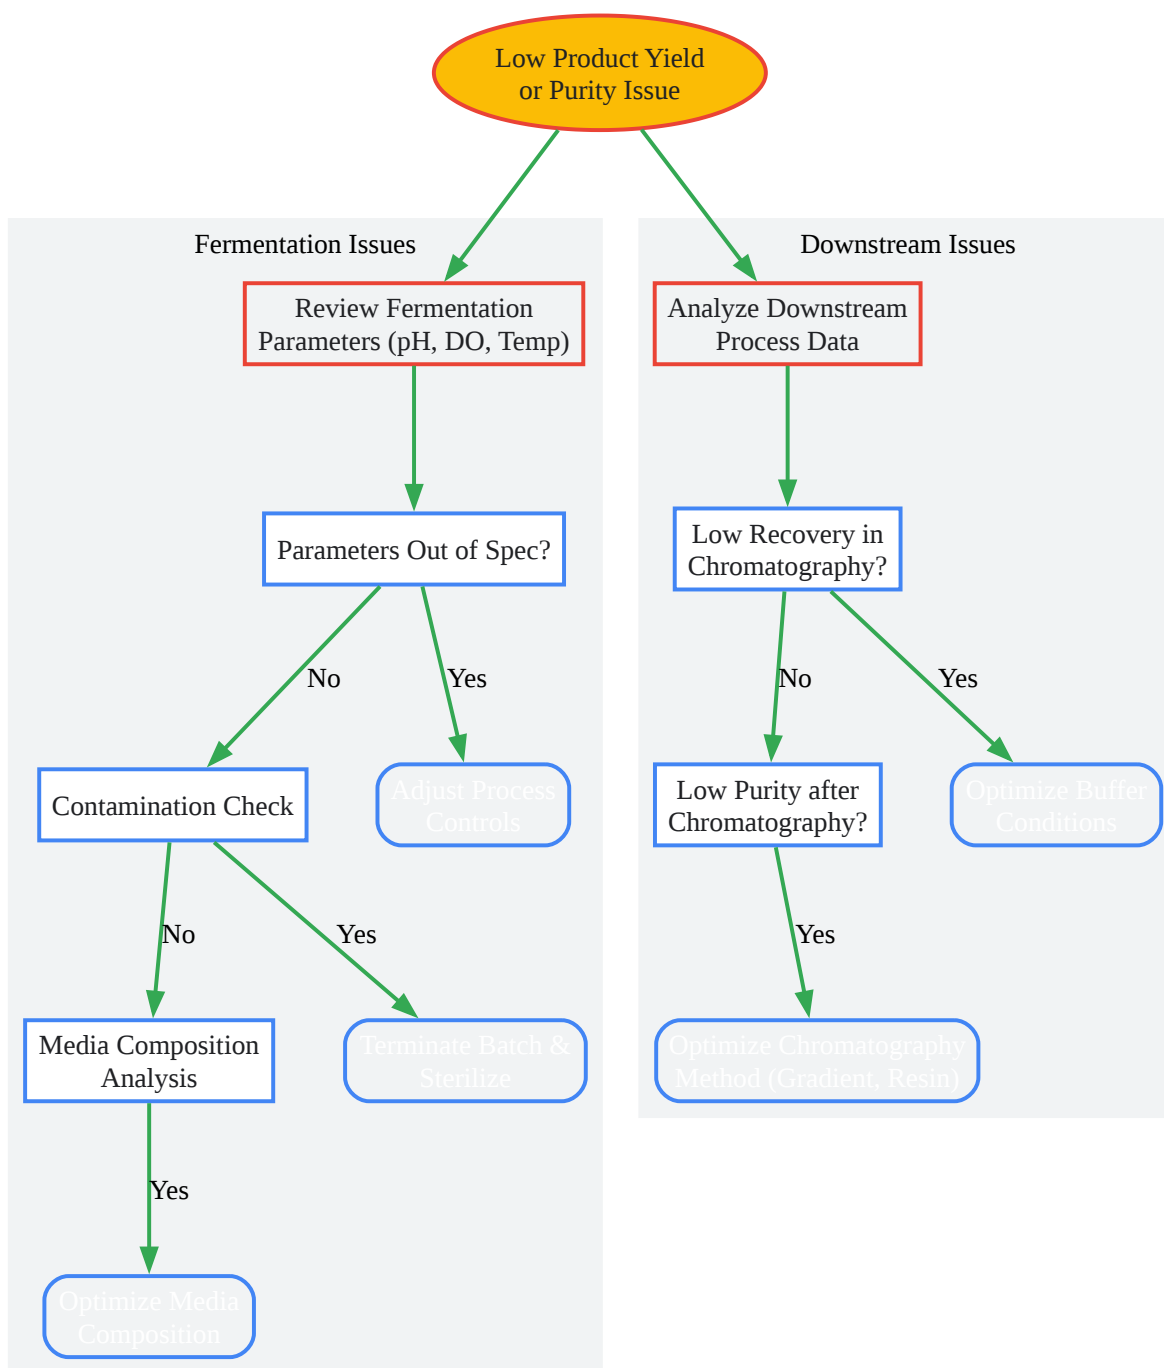 Low Product Yield
or Purity Issue
Fermentation Issues
Downstream Issues
Review Fermentation
Parameters (pH, DO, Temp)
Analyze Downstream
Process Data
Parameters Out of Spec?
Low Recovery in
Chromatography?
No
Yes
No
Yes
Contamination Check
Adjust Process
Controls
Low Purity after
Chromatography?
Optimize Buffer
Conditions
No
Yes
Yes
Media Composition
Analysis
Terminate Batch &
Sterilize
Optimize Chromatography
Method (Gradient, Resin)
Yes
Optimize Media
Composition